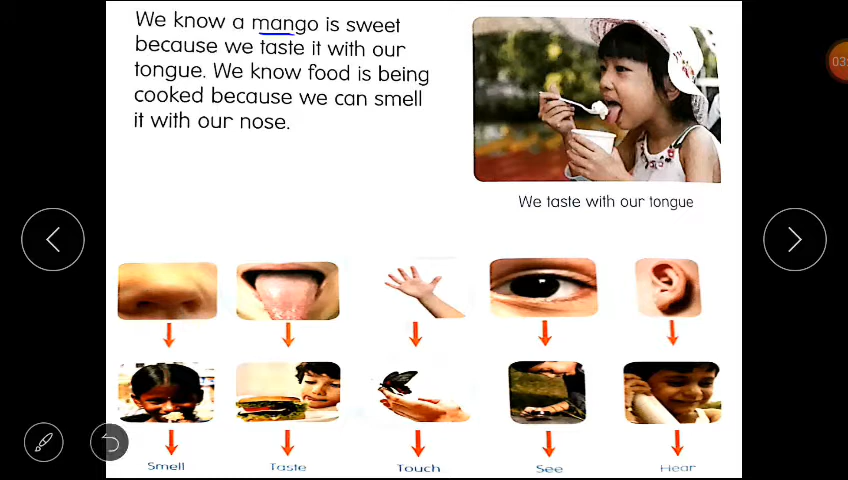 We know a mango is sweet
because we taste it with our
tongue. We know food is being
cooked because we can smell
it with our nose.
We taste with our tongue
Smell Taste Touch See Hear